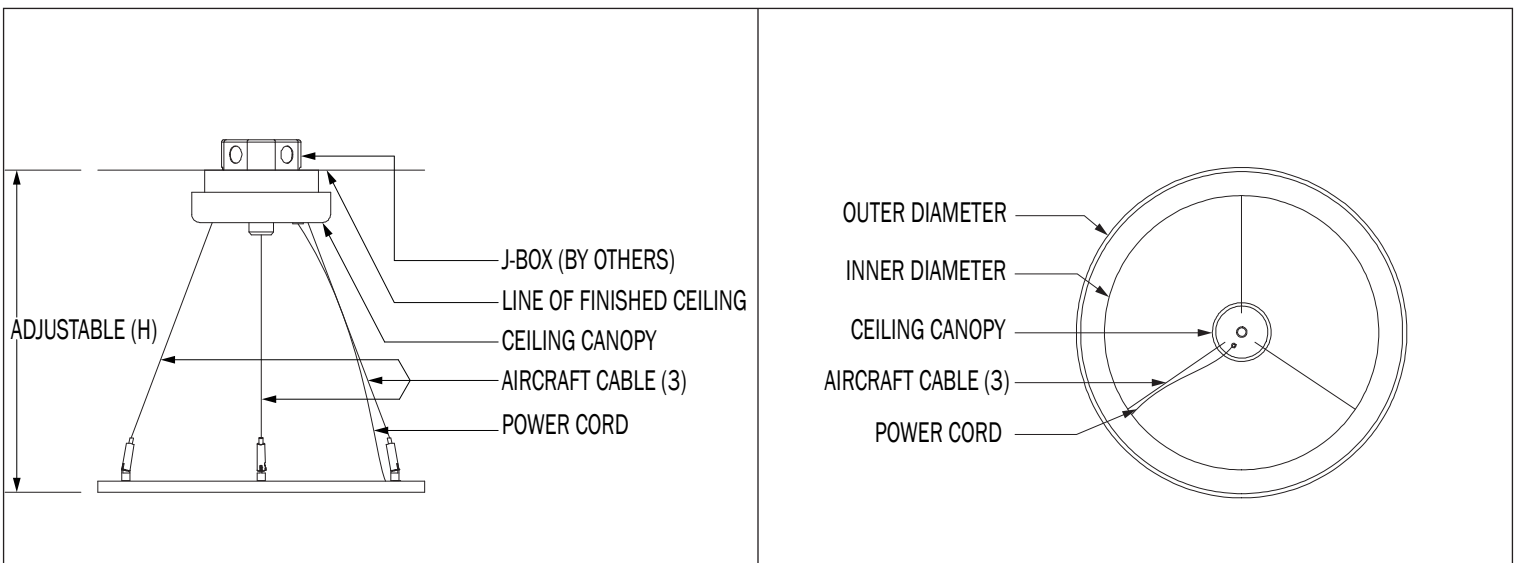 ADJUSTABLE (H)
J-BOX (BY OTHERS)
LINE OF FINISHED CEILING
CEILING CANOPY
AIRCRAFT CABLE (3)
POWER CORD
OUTER DIAMETER
INNER DIAMETER
CEILING CANOPY
AIRCRAFT CABLE (3)
POWER CORD